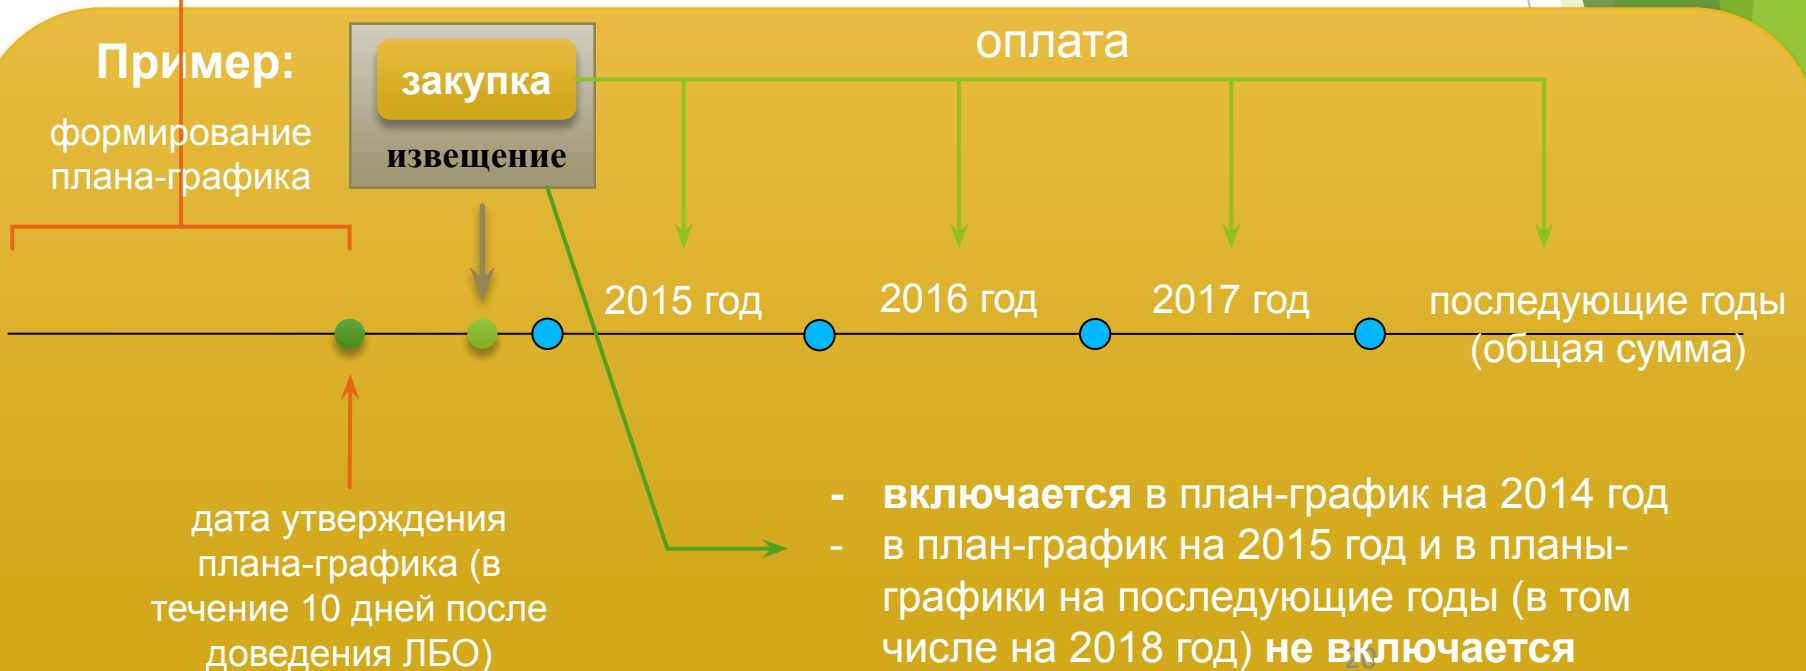 Пример:
формирование
плана-графика
закупка
извещение
оплата
2015 год
2016 год
2017 год
последующие годы
(общая сумма)
дата утверждения
плана-графика (в
течение 10 дней после
доведения ЛБО)
- включается в план-график на 2014 год
- в план-график на 2015 год и в планы-
графики на последующие годы (в том
числе на 2018 год) не включается
20